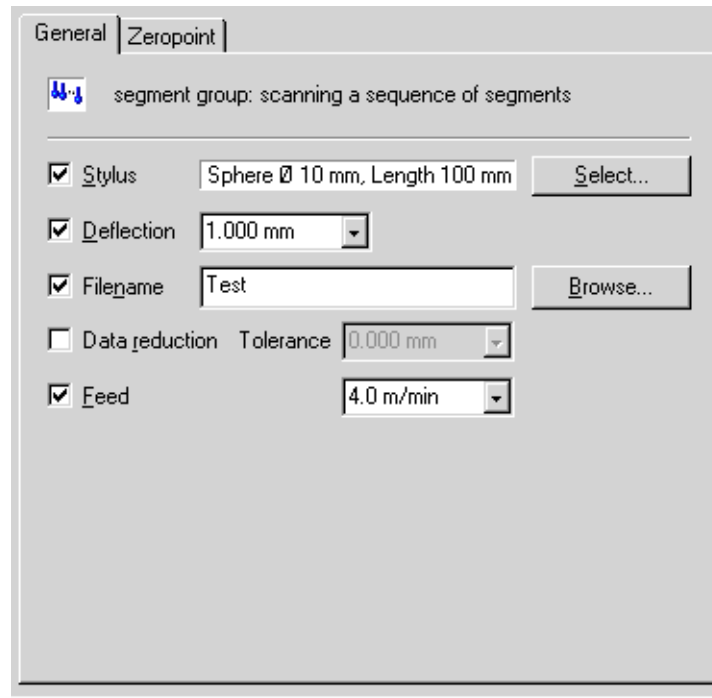 General Zeropoint
segment group: scanning a sequence of segments
Stylus Sphere Ø 10 mm, Length 100 mm Select...
Deflection 1.000 mm
Filename Test Browse...
Data reduction Tolerance 0.000 mm
Feed 4.0 m/min